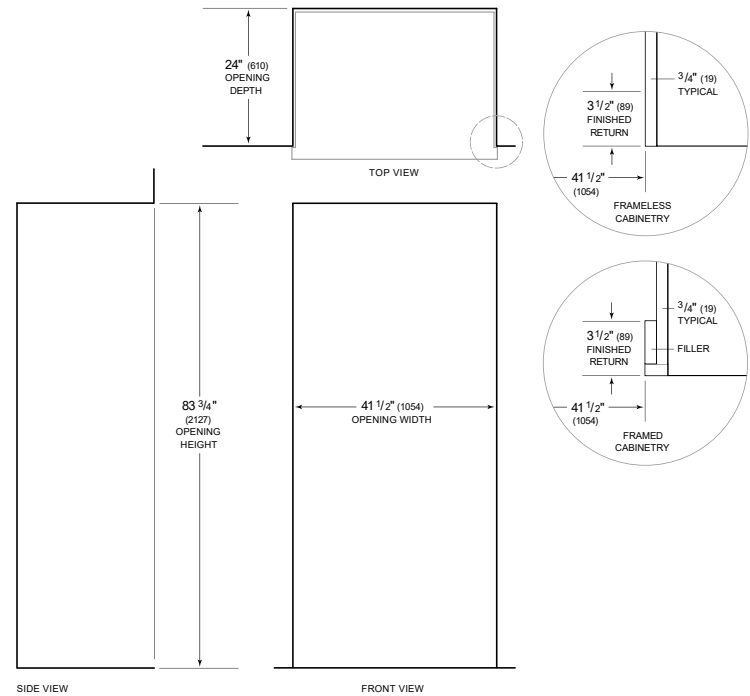 24" (610)
OPENING
DEPTH
TOP VIEW
3/4" (19)
TYPICAL
3 1/2" (89)
FINISHED
RETURN
41 1/2"
(1054)
FRAMELESS
CABINETRY
3/4" (19)
TYPICAL
3 1/2" (89)
FINISHED
RETURN
FILLER
41 1/2"
(1054)
FRAMED
CABINETRY
83 3/4"
(2127)
OPENING
HEIGHT
41 1/2" (1054)
OPENING WIDTH
SIDE VIEW
FRONT VIEW